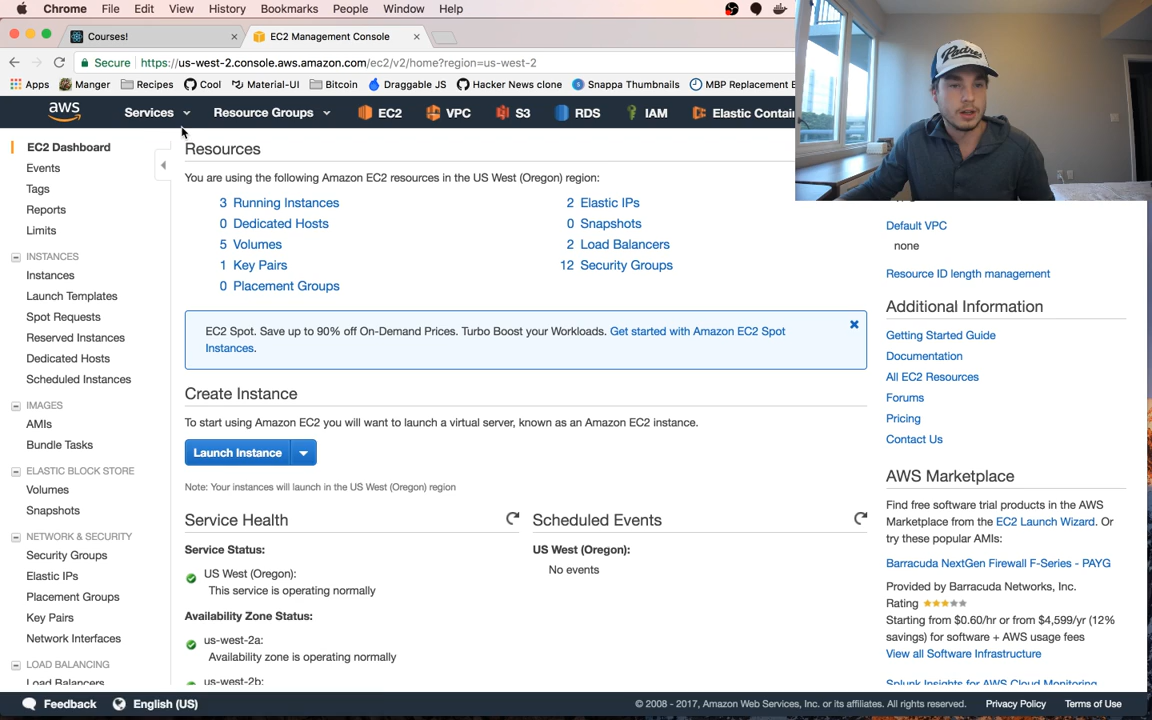 Chrome File Edit View History Bookmarks People Window Help
Courses!
EC2 Management Console
Secure https://us-west-2.console.aws.amazon.com/ec2/v2/home?region=us-west-2
Apps Manger Recipes Cool Material-UI Bitcoin Draggable JS Hacker News clone Snappa Thumbnails MBP Replacement B
aws Services Resource Groups EC2 VPC S3 RDS IAM Elastic Contai
EC2 Dashboard
Events
Tags
Reports
Limits
INSTANCES
Instances
Launch Templates
Spot Requests
Reserved Instances
Dedicated Hosts
Scheduled Instances
IMAGES
AMIs
Bundle Tasks
ELASTIC BLOCK STORE
Volumes
Snapshots
NETWORK & SECURITY
Security Groups
Elastic IPs
Placement Groups
Key Pairs
Network Interfaces
LOAD BALANCING
Load Balancers
Resources
You are using the following Amazon EC2 resources in the US West (Oregon) region:
3 Running Instances
0 Dedicated Hosts
5 Volumes
1 Key Pairs
0 Placement Groups
2 Elastic IPs
0 Snapshots
2 Load Balancers
12 Security Groups
EC2 Spot. Save up to 90% off On-Demand Prices. Turbo Boost your Workloads. Get started with Amazon EC2 Spot
Instances.
Create Instance
To start using Amazon EC2 you will want to launch a virtual server, known as an Amazon EC2 instance.
Launch Instance
Note: Your instances will launch in the US West (Oregon) region
Service Health
Service Status:
US West (Oregon):
This service is operating normally
Availability Zone Status:
us-west-2a:
Availability zone is operating normally
us-west-2b:
Scheduled Events
US West (Oregon):
No events
Padres
Default VPC
none
Resource ID length management
Additional Information
Getting Started Guide
Documentation
All EC2 Resources
Forums
Pricing
Contact Us
AWS Marketplace
Find free software trial products in the AWS
Marketplace from the EC2 Launch Wizard. Or
try these popular AMIs:
Barracuda NextGen Firewall F-Series - PAYG
Provided by Barracuda Networks, Inc.
Rating
Starting from $0.60/hr or from $4,599/yr (12%
savings) for software + AWS usage fees
View all Software Infrastructure
Splunk Insights for AWS Cloud Monitoring
Feedback English (US)
© 2008 - 2017, Amazon Web Services, Inc. or its affiliates. All rights reserved. Privacy Policy Terms of Use